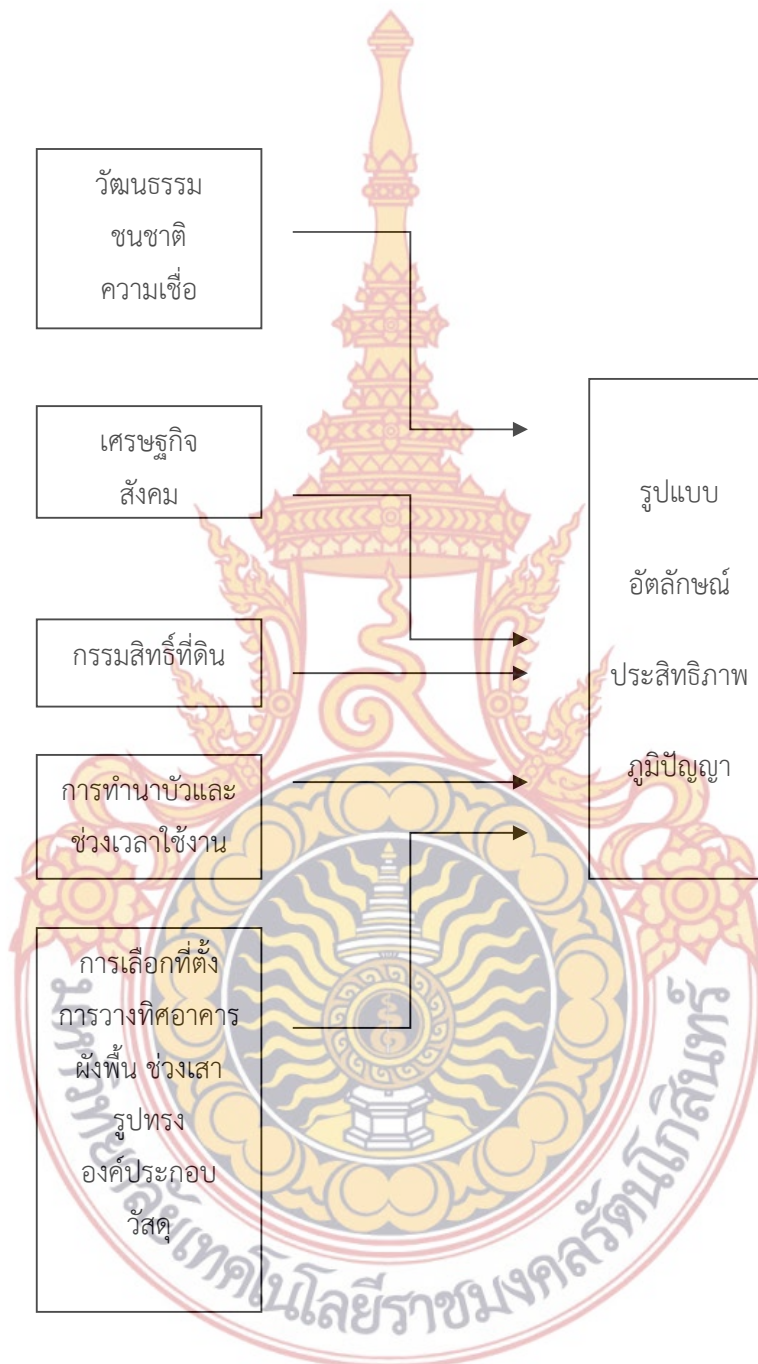 วัฒนธรรม
ชนชาติ
ความเชื่อ
เศรษฐกิจ
สังคม
กรรมสิทธิ์ที่ดิน
การทำนาบัวและ
ช่วงเวลาใช้งาน
การเลือกที่ตั้ง
การวางทิศอาคาร
ผังพื้น ช่วงเสา
รูปทรง
องค์ประกอบ
วัสดุ
รูปแบบ
อัตลักษณ์
ประสิทธิภาพ
ภูมิปัญญา
มหาวิทยาลัยเทคโนโลยีราชมงคลรัตนโกสินทร์